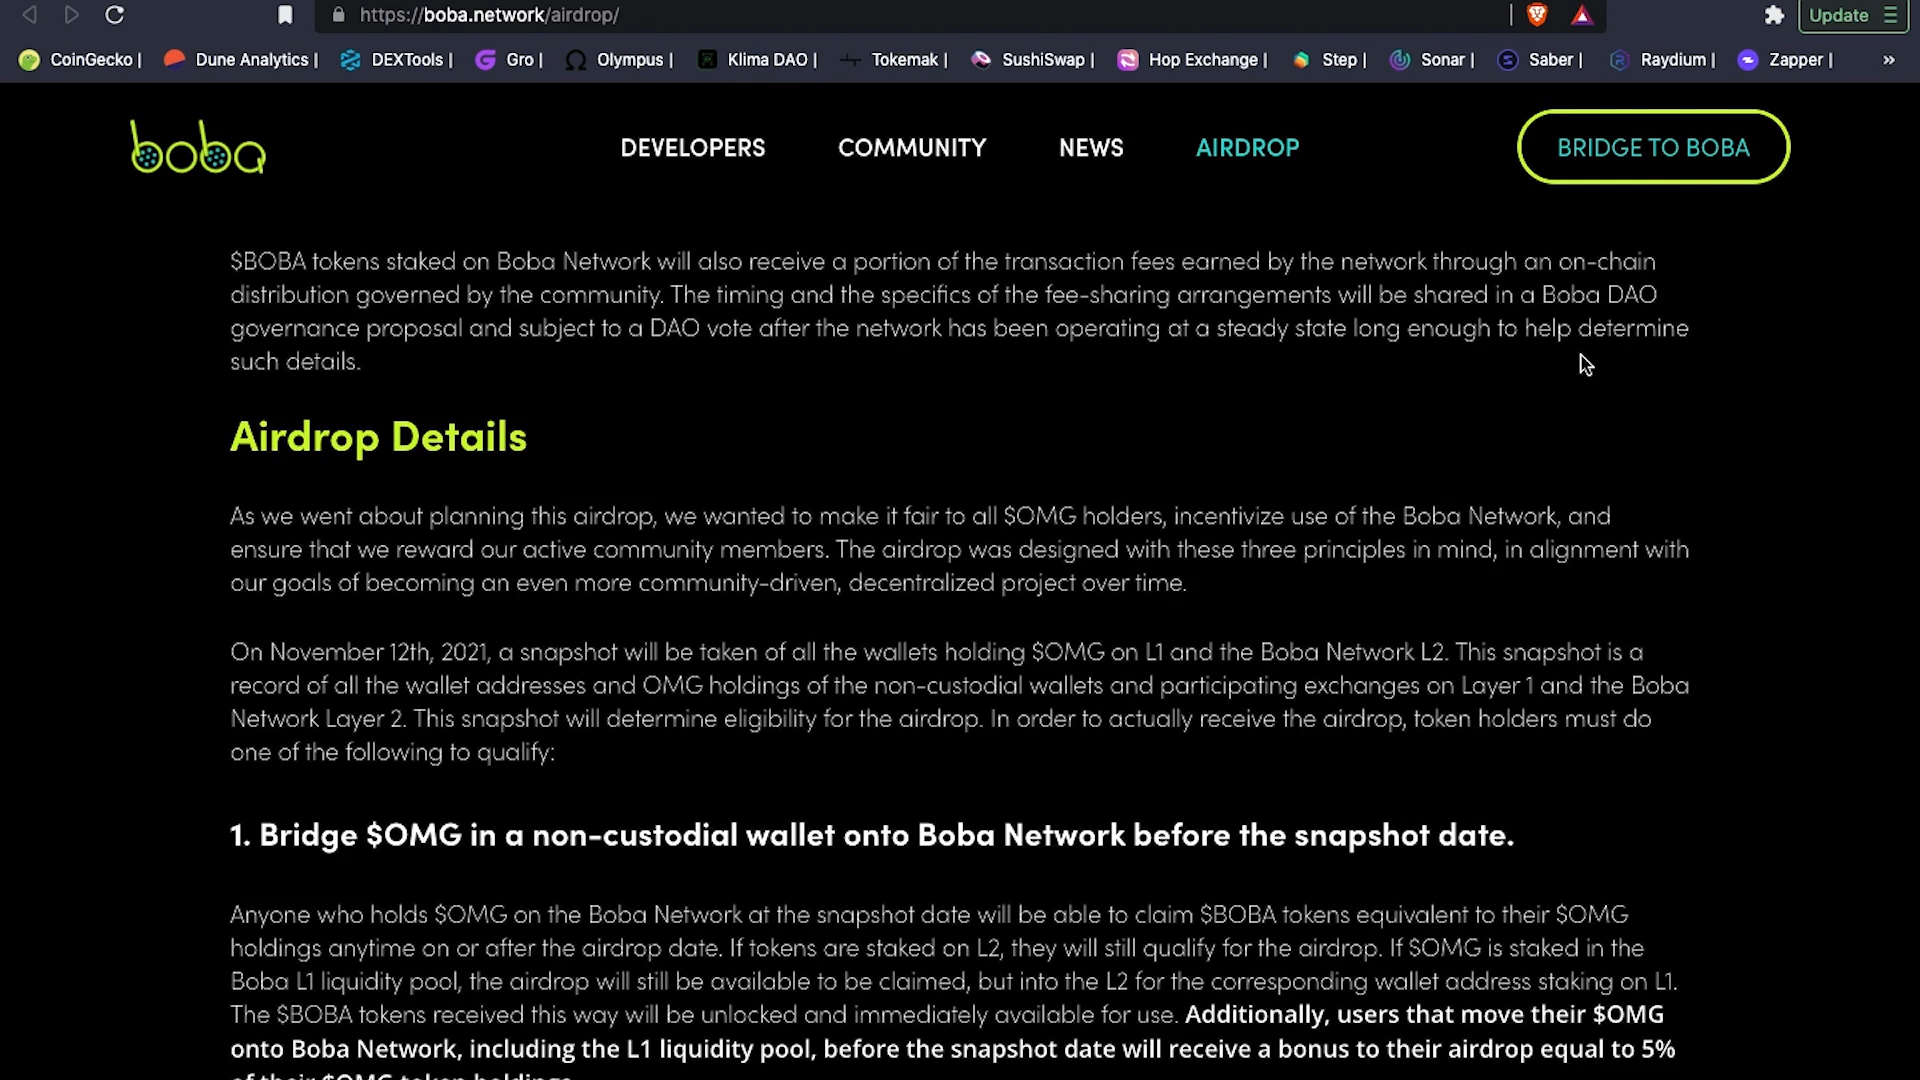 https://boba.network/airdrop/
Update
CoinGecko | Dune Analytics | DEXTools | Gro | Olympus | Klima DAO | Tokemak | SushiSwap | Hop Exchange | Step | Sonar | Saber | Raydium | Zapper | »
boba DEVELOPERS COMMUNITY NEWS AIRDROP BRIDGE TO BOBA
$BOBA tokens staked on Boba Network will also receive a portion of the transaction fees earned by the network through an on-chain
distribution governed by the community. The timing and the specifics of the fee-sharing arrangements will be shared in a Boba DAO
governance proposal and subject to a DAO vote after the network has been operating at a steady state long enough to help determine
such details.
Airdrop Details
As we went about planning this airdrop, we wanted to make it fair to all $OMG holders, incentivize use of the Boba Network, and
ensure that we reward our active community members. The airdrop was designed with these three principles in mind, in alignment with
our goals of becoming an even more community-driven, decentralized project over time.
On November 12th, 2021, a snapshot will be taken of all the wallets holding $OMG on L1 and the Boba Network L2. This snapshot is a
record of all the wallet addresses and OMG holdings of the non-custodial wallets and participating exchanges on Layer 1 and the Boba
Network Layer 2. This snapshot will determine eligibility for the airdrop. In order to actually receive the airdrop, token holders must do
one of the following to qualify:
1. Bridge $OMG in a non-custodial wallet onto Boba Network before the snapshot date.
Anyone who holds $OMG on the Boba Network at the snapshot date will be able to claim $BOBA tokens equivalent to their $OMG
holdings anytime on or after the airdrop date. If tokens are staked on L2, they will still qualify for the airdrop. If $OMG is staked in the
Boba L1 liquidity pool, the airdrop will still be available to be claimed, but into the L2 for the corresponding wallet address staking on L1.
The $BOBA tokens received this way will be unlocked and immediately available for use. Additionally, users that move their $OMG
onto Boba Network, including the L1 liquidity pool, before the snapshot date will receive a bonus to their airdrop equal to 5%
of their $OMG token holdings